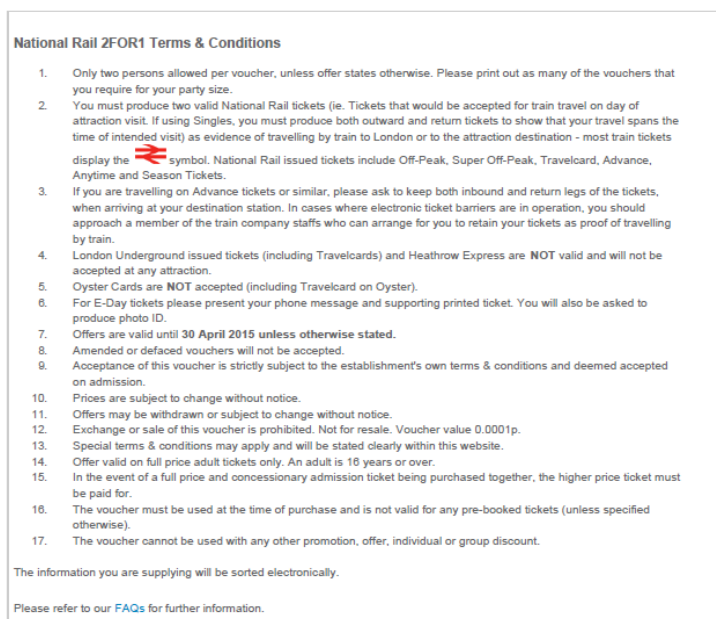 National Rail 2FOR1 Terms & Conditions
1. Only two persons allowed per voucher, unless offer states otherwise. Please print out as many of the vouchers that
you require for your party size.
2. You must produce two valid National Rail tickets (ie. Tickets that would be accepted for train travel on day of
attraction visit. If using Singles, you must produce both outward and return tickets to show that your travel spans the
time of intended visit) as evidence of travelling by train to London or to the attraction destination - most train tickets
display the symbol. National Rail issued tickets include Off-Peak, Super Off-Peak, Travelcard, Advance,
Anytime and Season Tickets.
3. If you are travelling on Advance tickets or similar, please ask to keep both inbound and return legs of the tickets,
when arriving at your destination station. In cases where electronic ticket barriers are in operation, you should
approach a member of the train company staffs who can arrange for you to retain your tickets as proof of travelling
by train.
4. London Underground issued tickets (including Travelcards) and Heathrow Express are NOT valid and will not be
accepted at any attraction.
5. Oyster Cards are NOT accepted (including Travelcard on Oyster).
6. For E-Day tickets please present your phone message and supporting printed ticket. You will also be asked to
produce photo ID.
7. Offers are valid until 30 April 2015 unless otherwise stated.
8. Amended or defaced vouchers will not be accepted.
9. Acceptance of this voucher is strictly subject to the establishment's own terms & conditions and deemed accepted
on admission.
10. Prices are subject to change without notice.
11. Offers may be withdrawn or subject to change without notice.
12. Exchange or sale of this voucher is prohibited. Not for resale. Voucher value 0.0001p.
13. Special terms & conditions may apply and will be stated clearly within this website.
14. Offer valid on full price adult tickets only. An adult is 16 years or over.
15. In the event of a full price and concessionary admission ticket being purchased together, the higher price ticket must
be paid for.
16. The voucher must be used at the time of purchase and is not valid for any pre-booked tickets (unless specified
otherwise).
17. The voucher cannot be used with any other promotion, offer, individual or group discount.
The information you are supplying will be sorted electronically.
Please refer to our FAQs for further information.